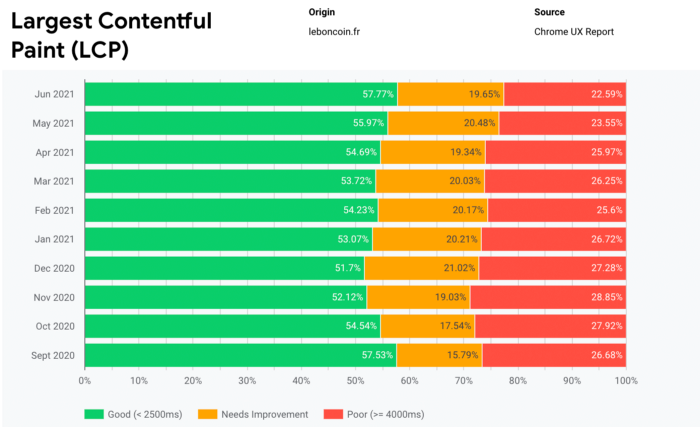 Largest Contentful
Paint (LCP)
Origin
leboncoin.fr
Source
Chrome UX Report
Jun 2021 57.77% 19.65% 22.59%
May 2021 55.97% 20.48% 23.55%
Apr 2021 54.69% 19.34% 25.97%
Mar 2021 53.72% 20.03% 26.25%
Feb 2021 54.23% 20.17% 25.6%
Jan 2021 53.07% 20.21% 26.72%
Dec 2020 51.7% 21.02% 27.28%
Nov 2020 52.12% 19.03% 28.85%
Oct 2020 54.54% 17.54% 27.92%
Sept 2020 57.53% 15.79% 26.68%
0% 10% 20% 30% 40% 50% 60% 70% 80% 90% 100%
Good (< 2500ms) Needs Improvement Poor (>= 4000ms)